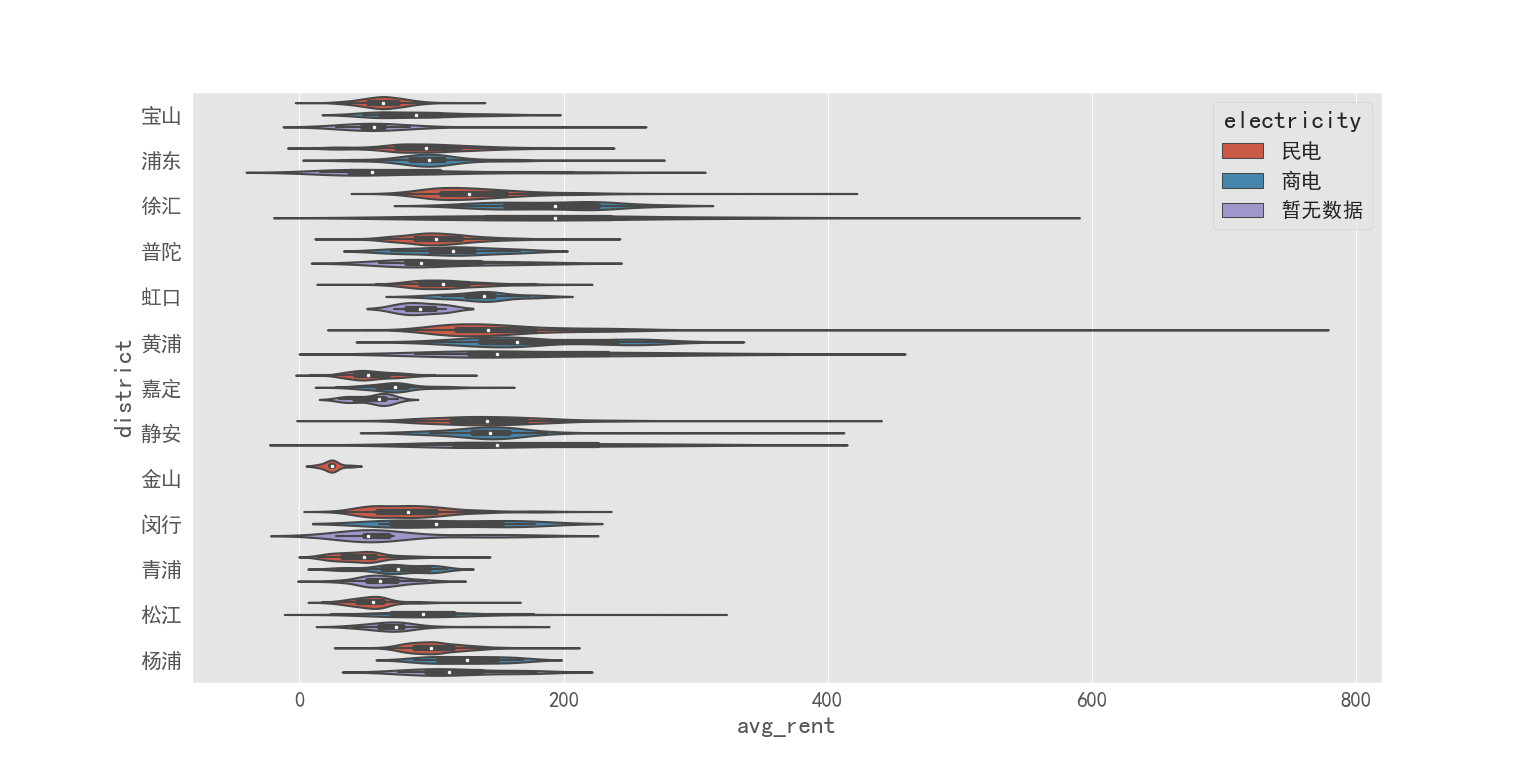 electricity
民电
商电
暂无数据
district
宝山
浦东
徐汇
普陀
虹口
黄浦
嘉定
静安
金山
闵行
青浦
松江
杨浦
0 200 400 600 800
avg_rent